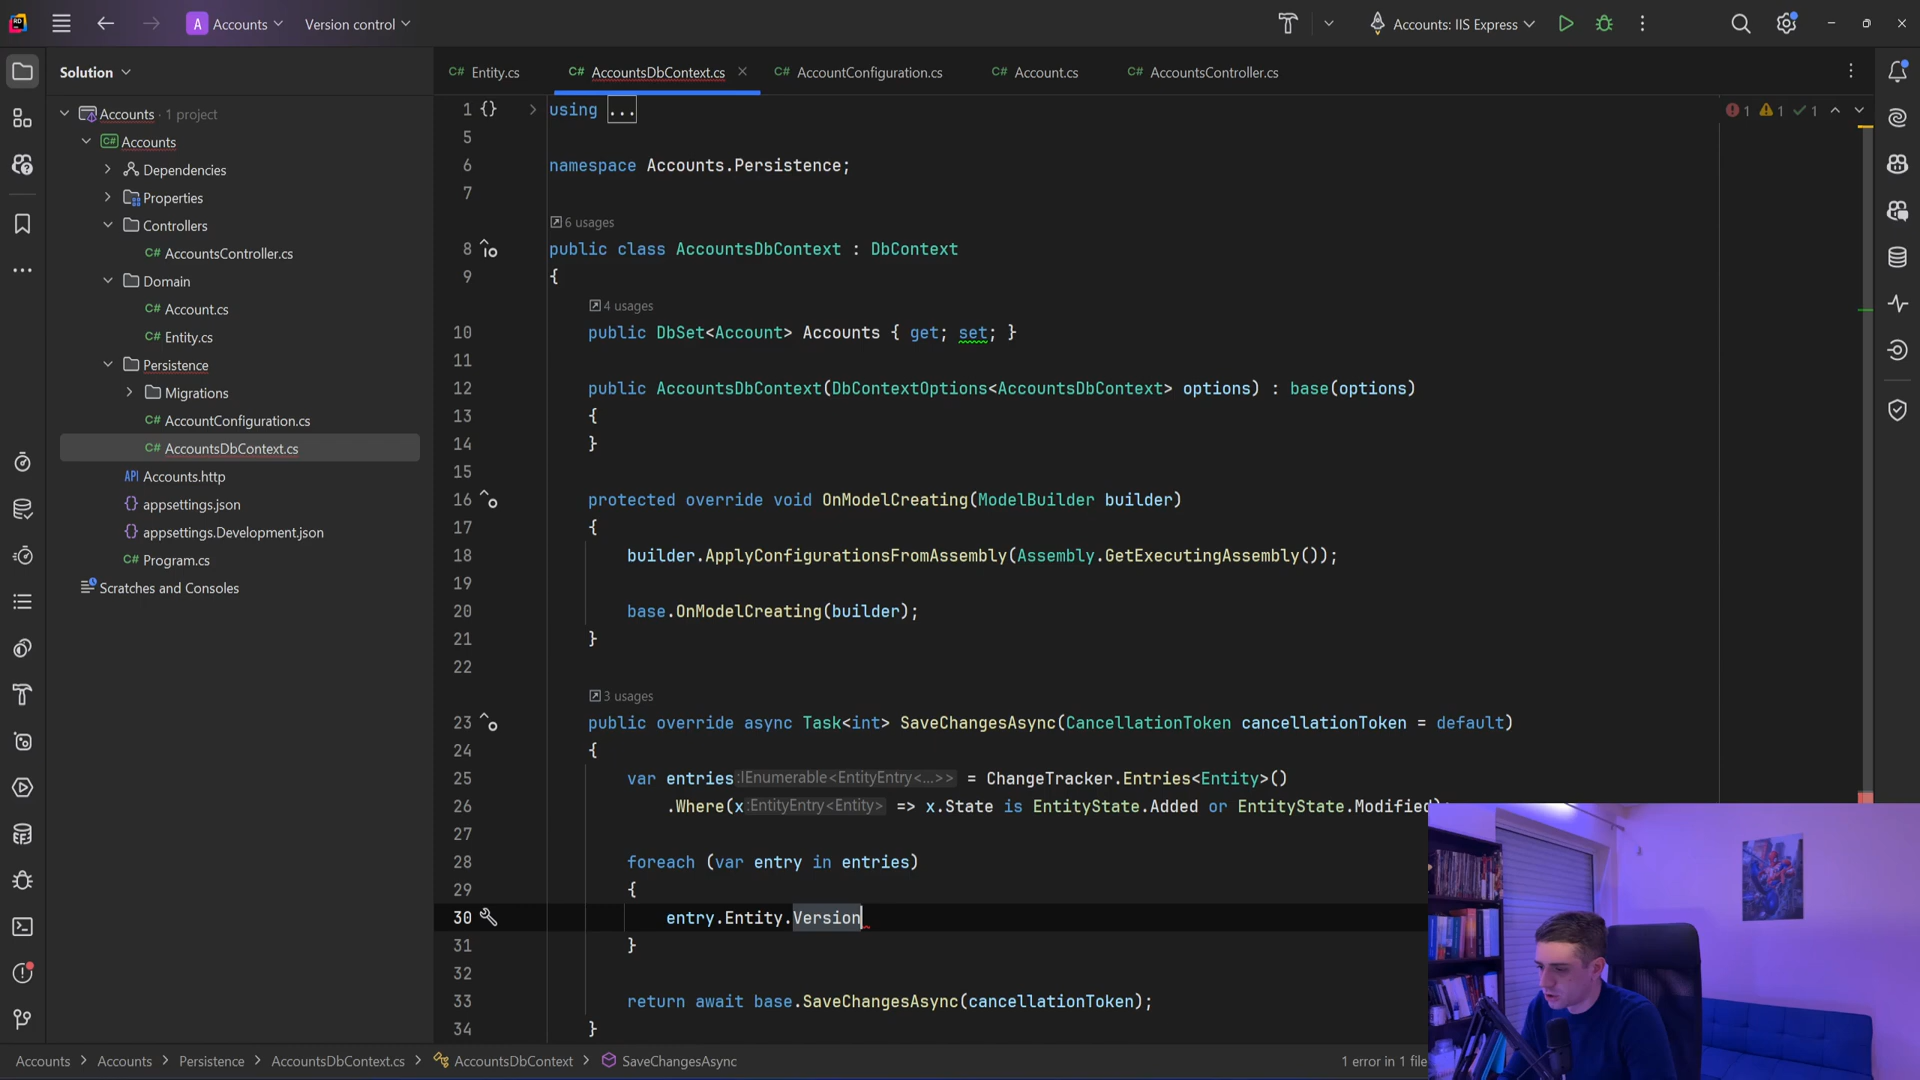 A Accounts Version control Accounts: IIS Express
Solution
Entity.cs AccountsDbContext.cs AccountConfiguration.cs Account.cs AccountsController.cs
Accounts · 1 project
Accounts
Dependencies
Properties
Controllers
C# AccountsController.cs
Domain
C# Account.cs
C# Entity.cs
Persistence
Migrations
C# AccountConfiguration.cs
C# AccountsDbContext.cs
API Accounts.http
{} appsettings.json
{} appsettings.Development.json
C# Program.cs
Scratches and Consoles
1 {} using ...
1 1 1
5
6 namespace Accounts.Persistence;
7
6 usages
8 public class AccountsDbContext : DbContext
9 {
4 usages
10 public DbSet<Account> Accounts { get; set; }
11
12 public AccountsDbContext(DbContextOptions<AccountsDbContext> options) : base(options)
13 {
14 }
15
16 protected override void OnModelCreating(ModelBuilder builder)
17 {
18 builder.ApplyConfigurationsFromAssembly(Assembly.GetExecutingAssembly());
19
20 base.OnModelCreating(builder);
21 }
22
3 usages
23 public override async Task<int> SaveChangesAsync(CancellationToken cancellationToken = default)
24 {
25 var entries :IEnumerable<EntityEntry<...>> = ChangeTracker.Entries<Entity>()
26 .Where(x :EntityEntry<Entity> => x.State is EntityState.Added or EntityState.Modified);
27
28 foreach (var entry in entries)
29 {
30 entry.Entity.Version
31 }
32
33 return await base.SaveChangesAsync(cancellationToken);
34 }
Accounts > Accounts > Persistence > AccountsDbContext.cs > AccountsDbContext > SaveChangesAsync
1 error in 1 file